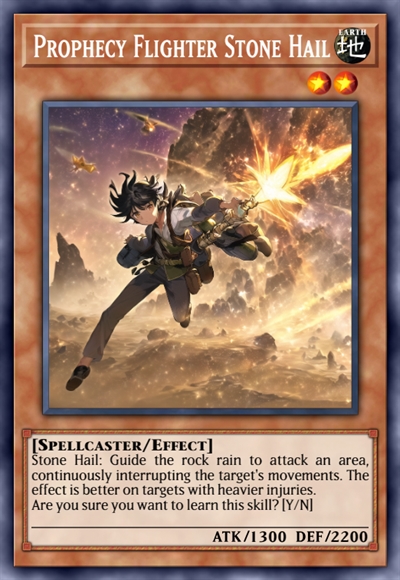 PROPHECY FLIGHTER STONE HAIL
EARTH
地
[SPELLCASTER/EFFECT]
Stone Hail: Guide the rock rain to attack an area,
continuously interrupting the target's movements. The
effect is better on targets with heavier injuries.
Are you sure you want to learn this skill? [Y/N]
ATK/1300 DEF/2200